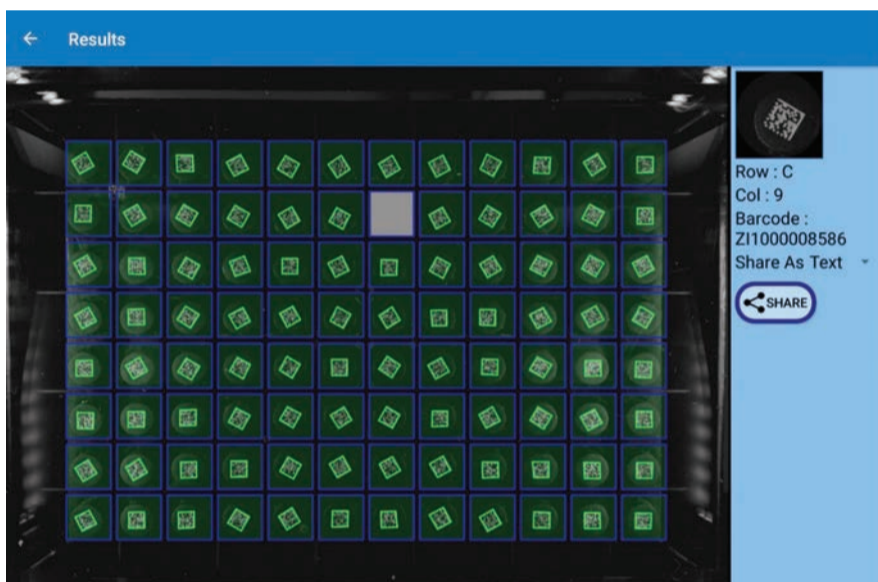 Results
Row : C
Col : 9
Barcode :
ZI1000008586
Share As Text
SHARE